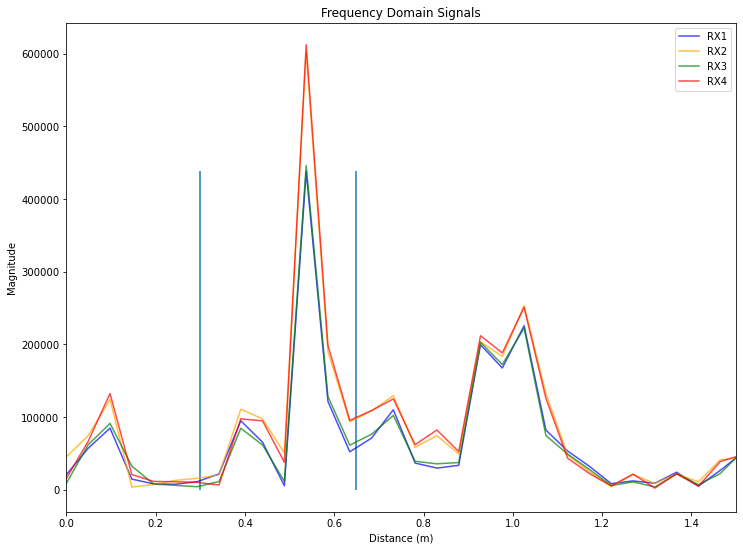 Frequency Domain Signals
RX1
RX2
RX3
RX4
Magnitude
600000
500000
400000
300000
200000
100000
0
0.0 0.2 0.4 0.6 0.8 1.0 1.2 1.4
Distance (m)